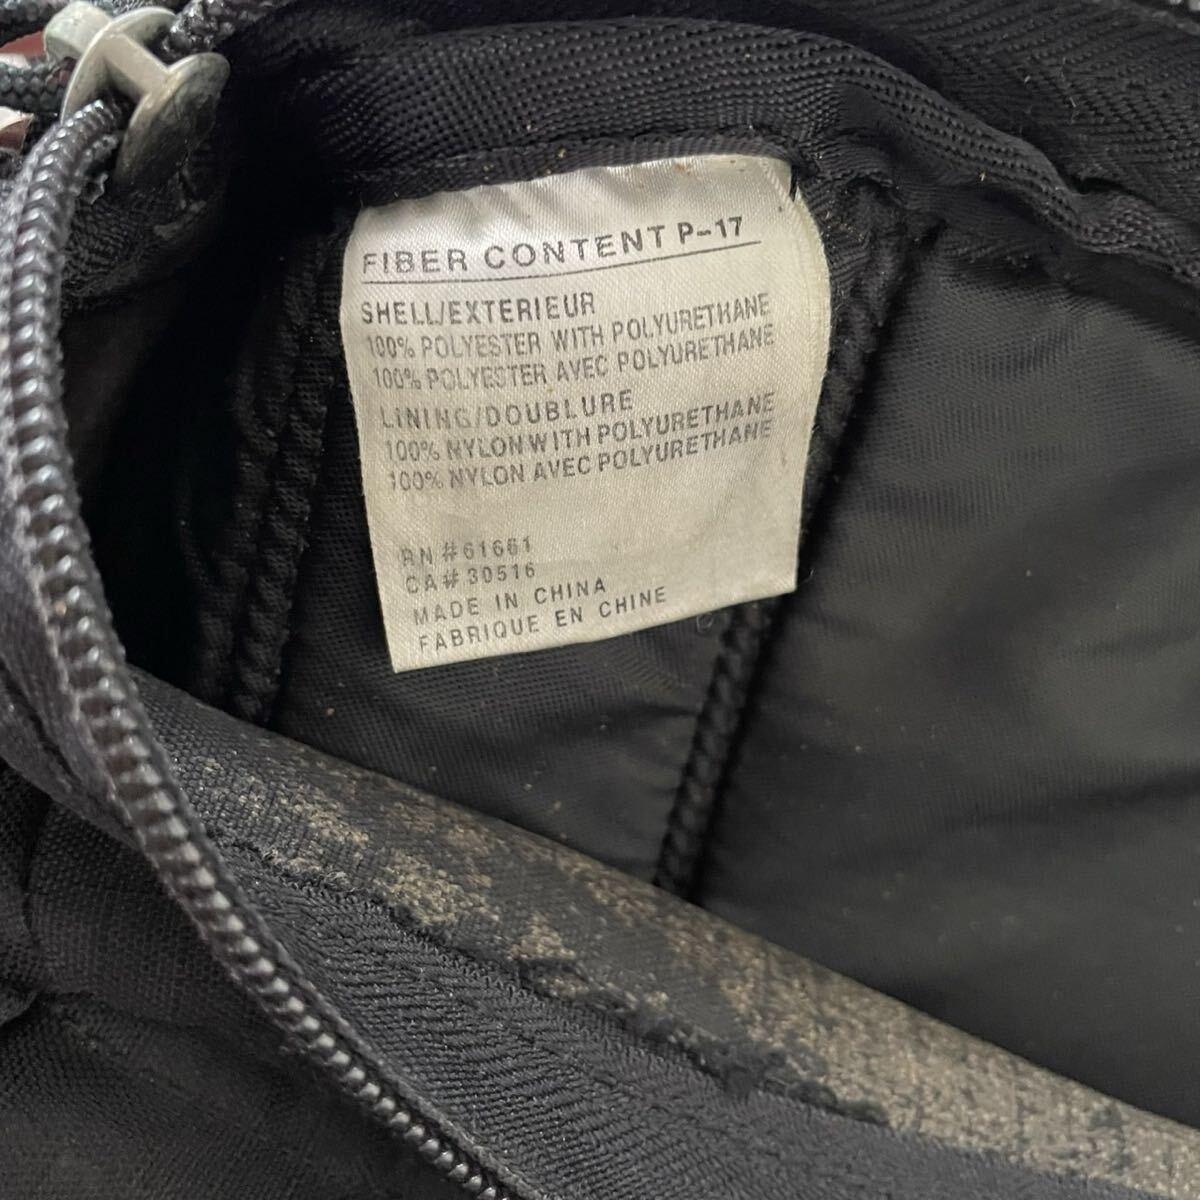 FIBER CONTENT P-17
SHELL/EXTERIEUR
100% POLYESTER WITH POLYURETHANE
100% POLYESTER AVEC POLYURETHANE
LINING/DOUBLURE
100% NYLON WITH POLYURETHANE
100% NYLON AVEC POLYURETHANE
RN #61661
CA# 30516
MADE IN CHINA
FABRIQUE EN CHINE